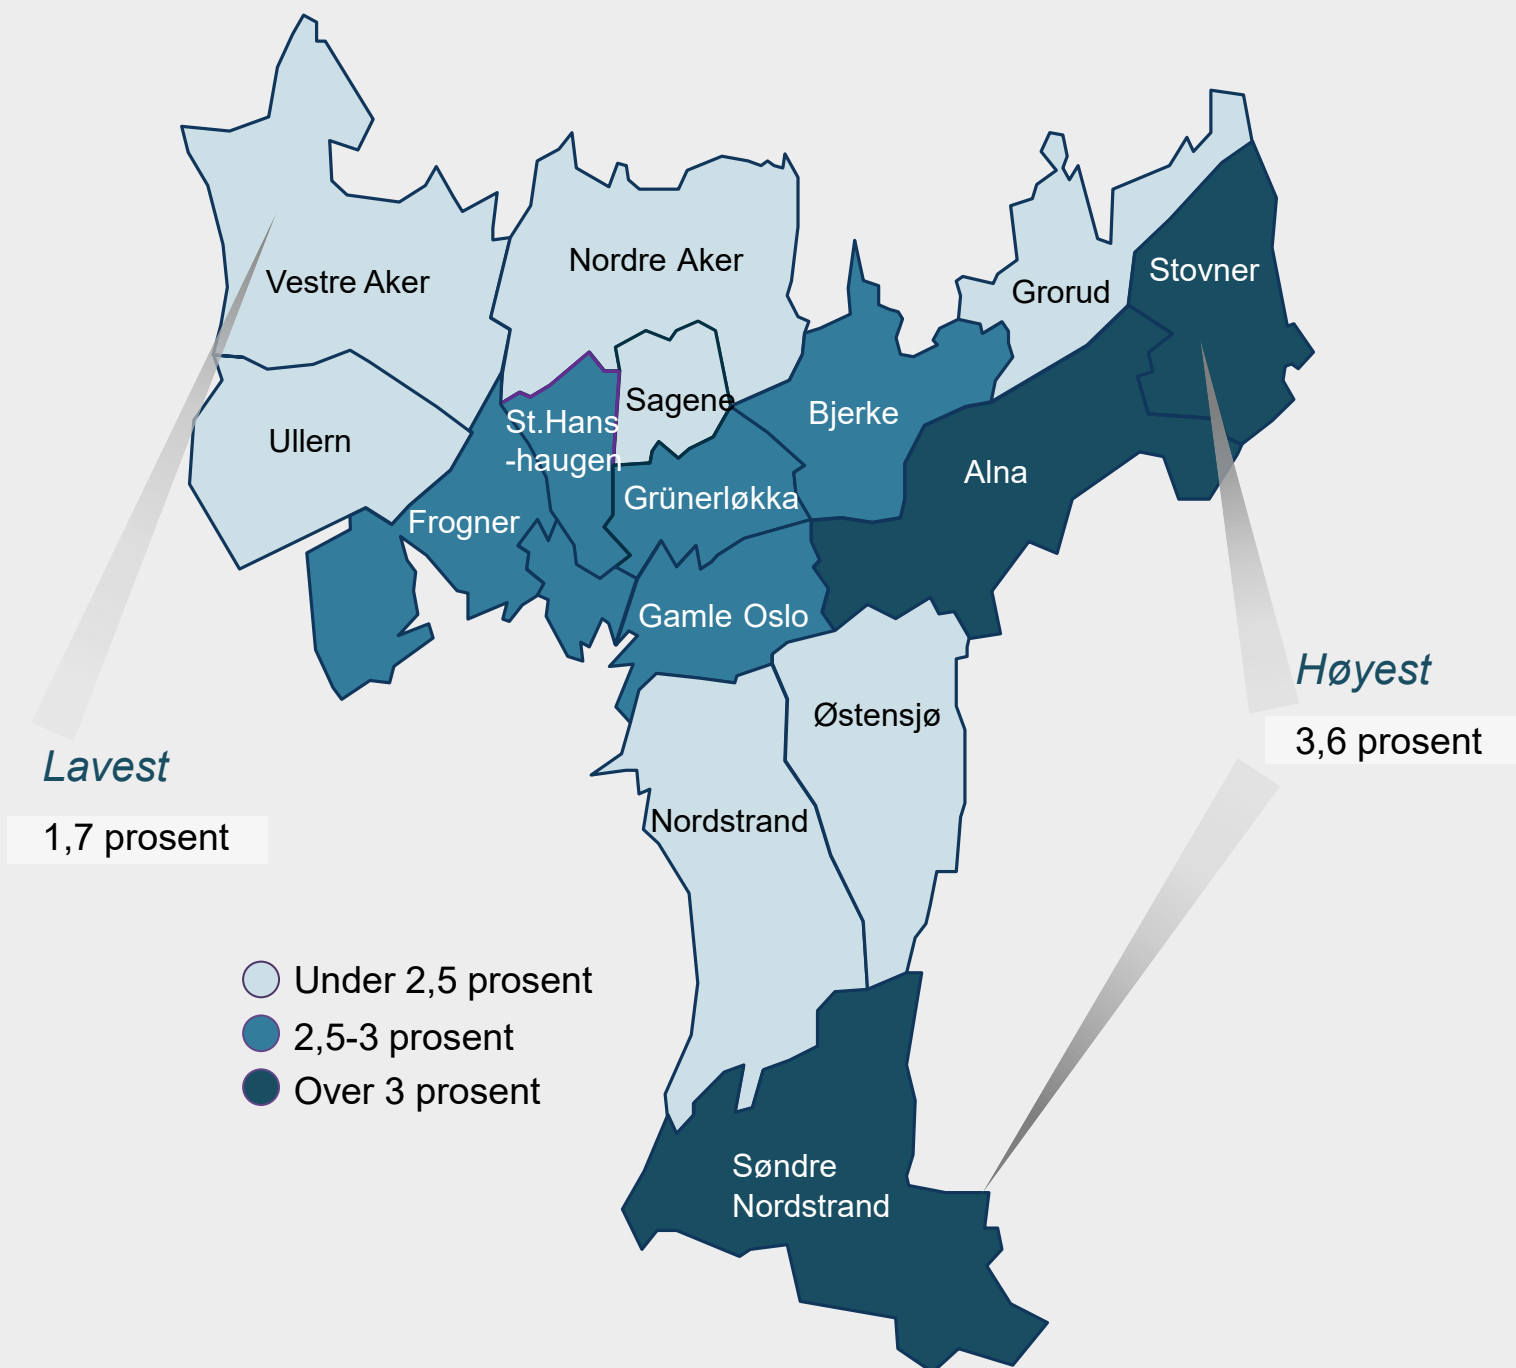 Nordre Aker
Vestre Aker
Stovner
Grorud
Sagene
Bjerke
St.Hans
-haugen
Ullern
Alna
Grünerløkka
Frogner
Gamle Oslo
Høyest
3,6 prosent
Østensjø
Lavest
1,7 prosent
Nordstrand
Under 2,5 prosent
2,5-3 prosent
Over 3 prosent
Søndre
Nordstrand